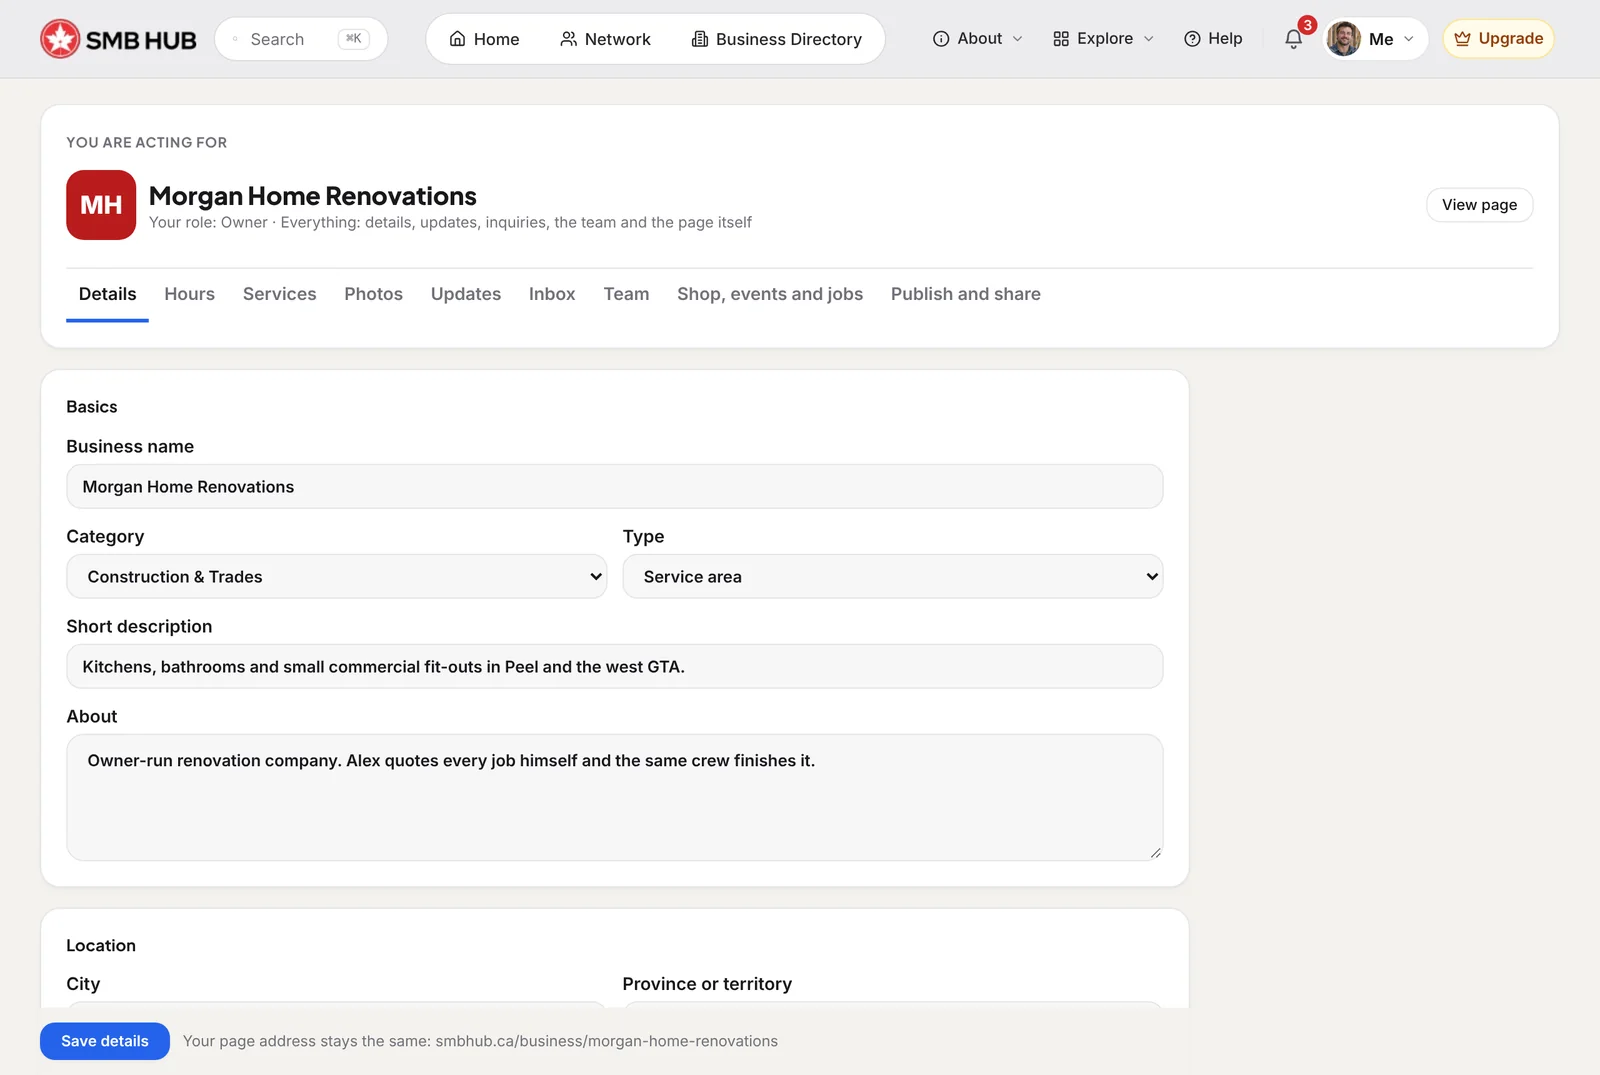 SMB HUB
Search
⌘K
Home
Network
Business Directory
About
Explore
Help
3
Me
Upgrade
YOU ARE ACTING FOR
MH
Morgan Home Renovations
Your role: Owner · Everything: details, updates, inquiries, the team and the page itself
View page
Details
Hours
Services
Photos
Updates
Inbox
Team
Shop, events and jobs
Publish and share
Basics
Business name
Morgan Home Renovations
Category
Type
Construction & Trades
Service area
Short description
Kitchens, bathrooms and small commercial fit-outs in Peel and the west GTA.
About
Owner-run renovation company. Alex quotes every job himself and the same crew finishes it.
Location
City
Province or territory
Save details
Your page address stays the same: smbhub.ca/business/morgan-home-renovations